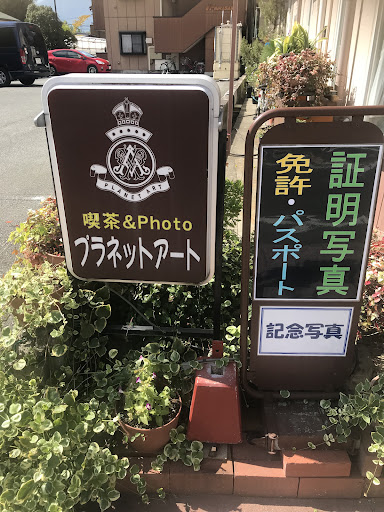 PLANET ART
喫茶&Photo
プラネットアート
証明写真
免許・パスポート
記念写真